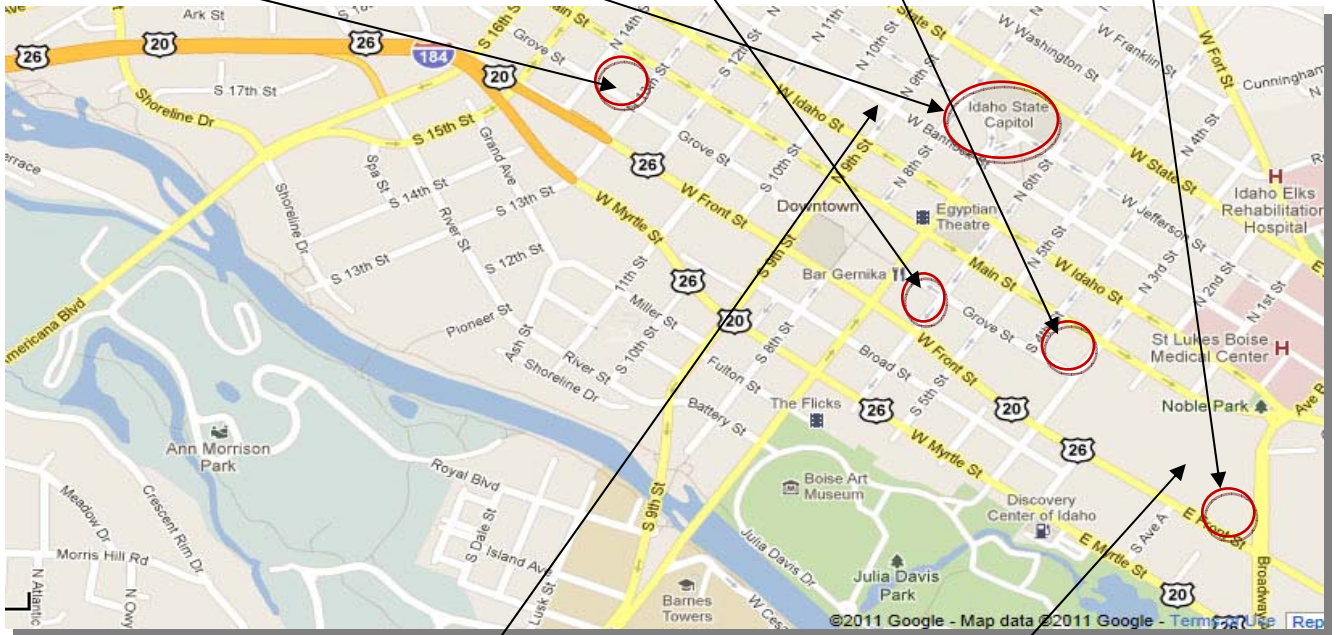 Ark St
26
20
26
184
20
S 17th St
Shoreline Dr
S 15th St
S 16th St
Grove St
N 14th St
S 12th St
N 11th St
N 10th St
N 9th St
W State St
W Washington St
W Franklin St
W Fort St
Cunningham
N 4th St
Idaho State
Capitol
W Idaho St
Spa St
S 14th St
Grand Ave
26
Grove St
S 10th St
N 9th St
N 8th St
N 6th St
W State St
H
Idaho Elks
Rehabilitation
Hospital
Shoreline Dr
River St
S 13th St
W Myrtle St
W Front St
Downtown
Egyptian
Theatre
W Jefferson St
S 13th St
S 12th St
11th St
26
S 9th St
Bar Gernika
Main St
N 5th St
W Idaho St
N 3rd St
N 2nd St
N 1st St
Americana Blvd
Pioneer St
Miller St
20
Grove St
St Lukes Boise
Medical Center
H
Ash St
River St
S 10th St
S 8th St
W Front St
Shoreline Dr
Fulton St
Broad St
Battery St
The Flicks
26
S 5th St
20
Noble Park
Ave B
Ann Morrison
Park
W Myrtle St
26
Royal Blvd
Boise Art
Museum
Meadow Dr
Crescent Rim Dr
S 9th St
Discovery
Center of Idaho
S Ave A
E Front St
S Dale St
Island Ave
Julia Davis Dr
E Myrtle St
Morris Hill Rd
Julia Davis
Park
Broadway
N Atlantic
N Owy
Lusk St
Barnes
Towers
W Ces
20
©2011 Google - Map data ©2011 Google - Terms of Use
Rep